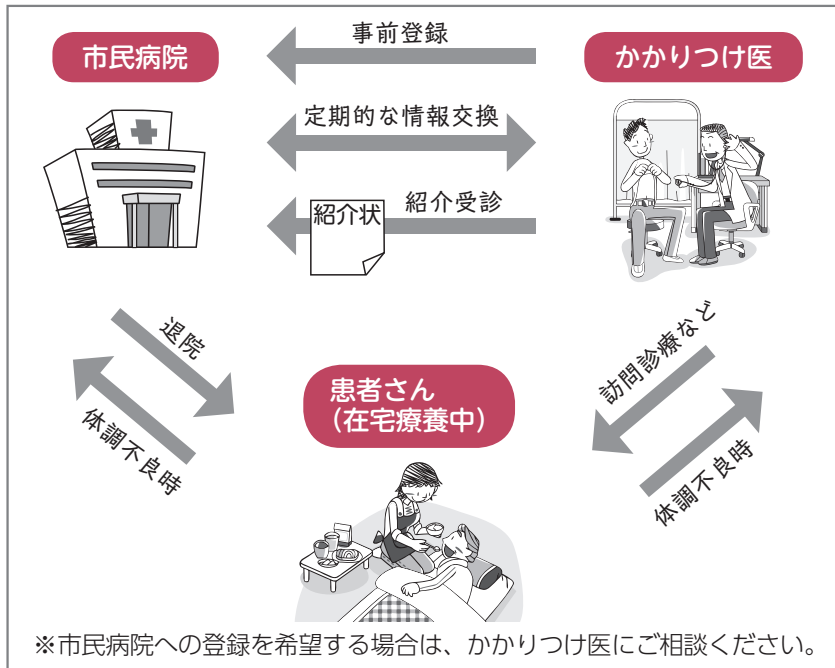 市民病院
事前登録
かかりつけ医
定期的な情報交換
紹介状
紹介受診
退院
体調不良時
患者さん
（在宅療養中）
訪問診療など
体調不良時
※市民病院への登録を希望する場合は、かかりつけ医にご相談ください。